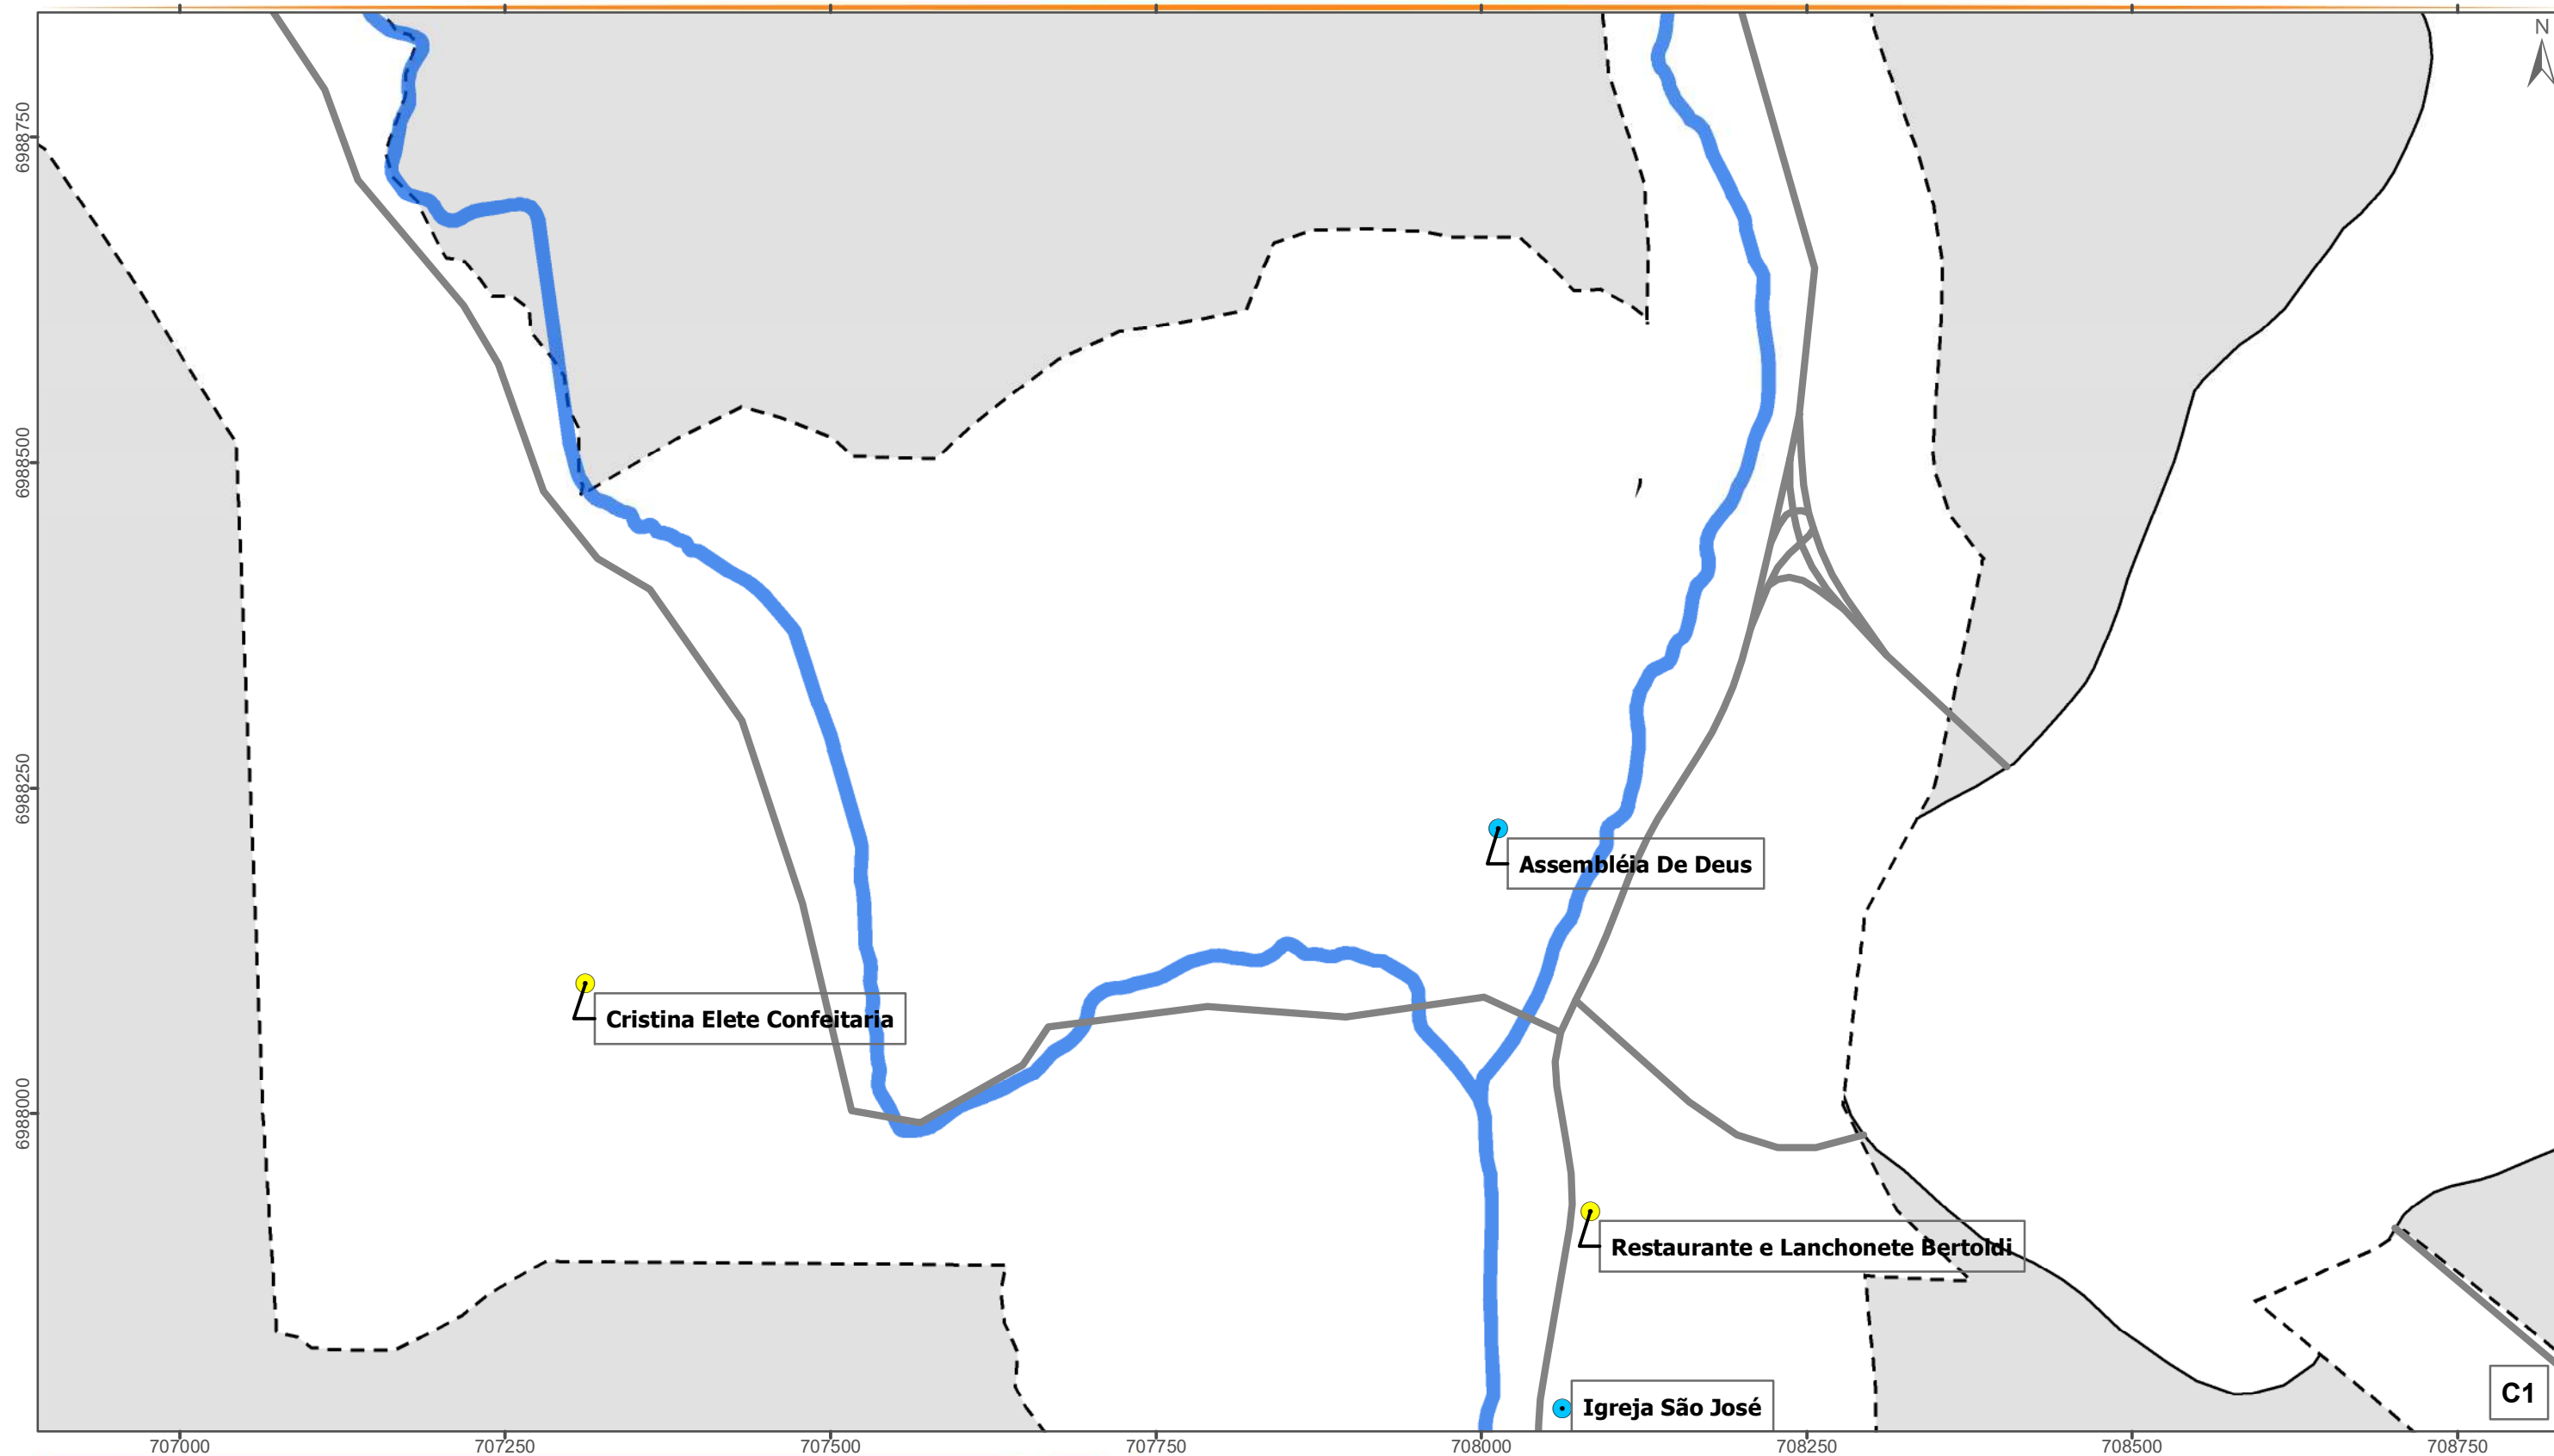 N
6988750
6988500
6988250
6988000
Assembléia De Deus
Cristina Elete Confeitaria
Restaurante e Lanchonete Bertoldi
Igreja São José
C1
707000
707250
707500
707750
708000
708250
708500
708750